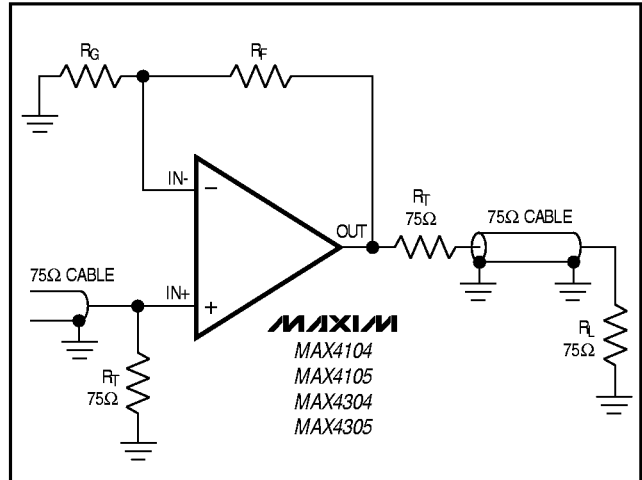 RG
RF
IN-
−
RT
75Ω
75Ω CABLE
OUT
75Ω CABLE
IN+
+
MAXIM
MAX4104
MAX4105
MAX4304
MAX4305
RT
75Ω
RL
75Ω